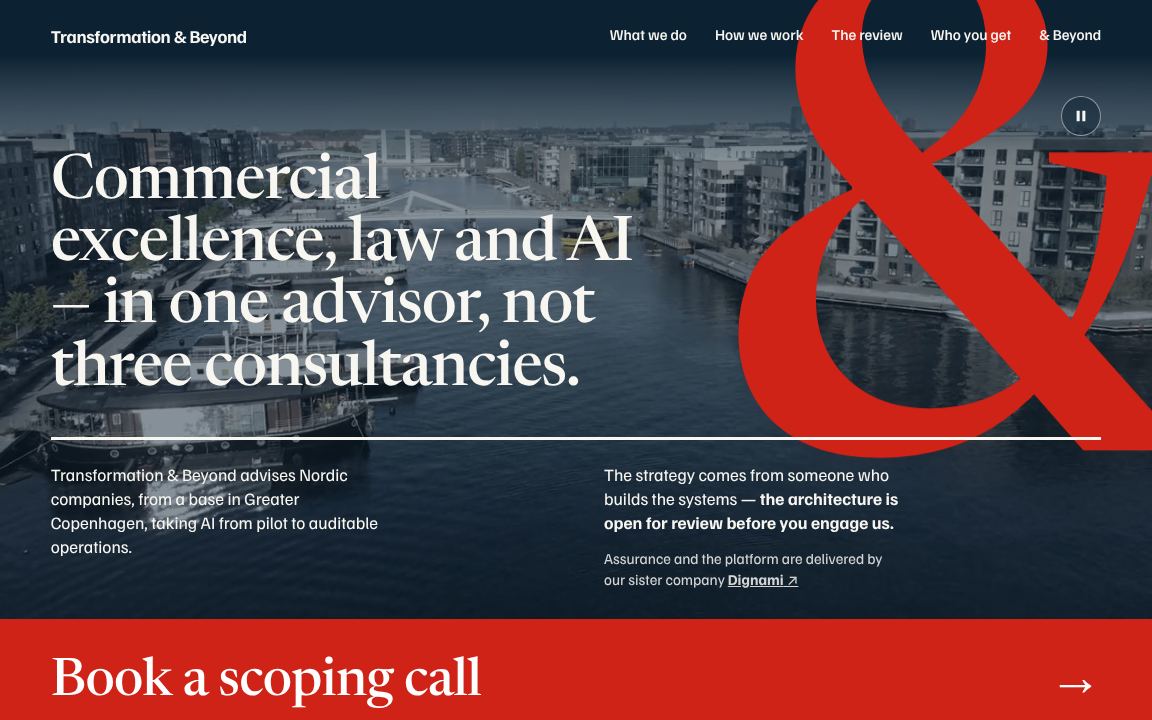 Transformation & Beyond
What we do
How we work
The review
Who you get
& Beyond
&
Commercial
excellence, law and AI
— in one advisor, not
three consultancies.
Transformation & Beyond advises Nordic
companies, from a base in Greater
Copenhagen, taking AI from pilot to auditable
operations.
The strategy comes from someone who
builds the systems — the architecture is
open for review before you engage us.
Assurance and the platform are delivered by
our sister company Dignami ↗
Book a scoping call →